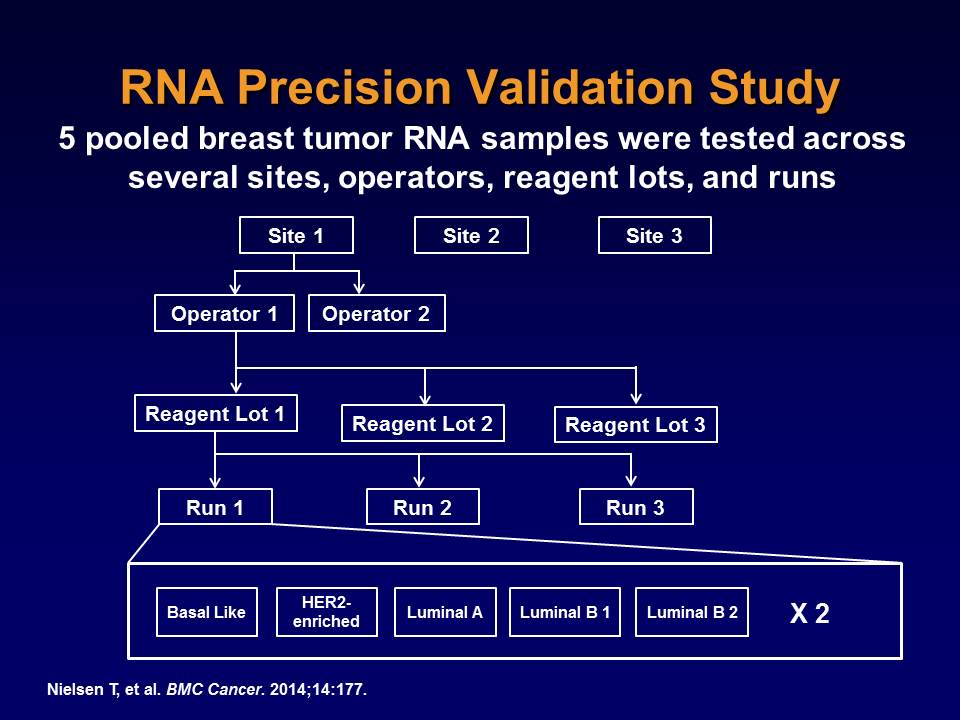 RNA Precision Validation Study
5 pooled breast tumor RNA samples were tested across
several sites, operators, reagent lots, and runs
Site 1
Site 2
Site 3
Operator 1
Operator 2
Reagent Lot 1
Reagent Lot 2
Reagent Lot 3
Run 1
Run 2
Run 3
Basal Like
HER2-
enriched
Luminal A
Luminal B 1
Luminal B 2
X 2
Nielsen T, et al. BMC Cancer. 2014;14:177.